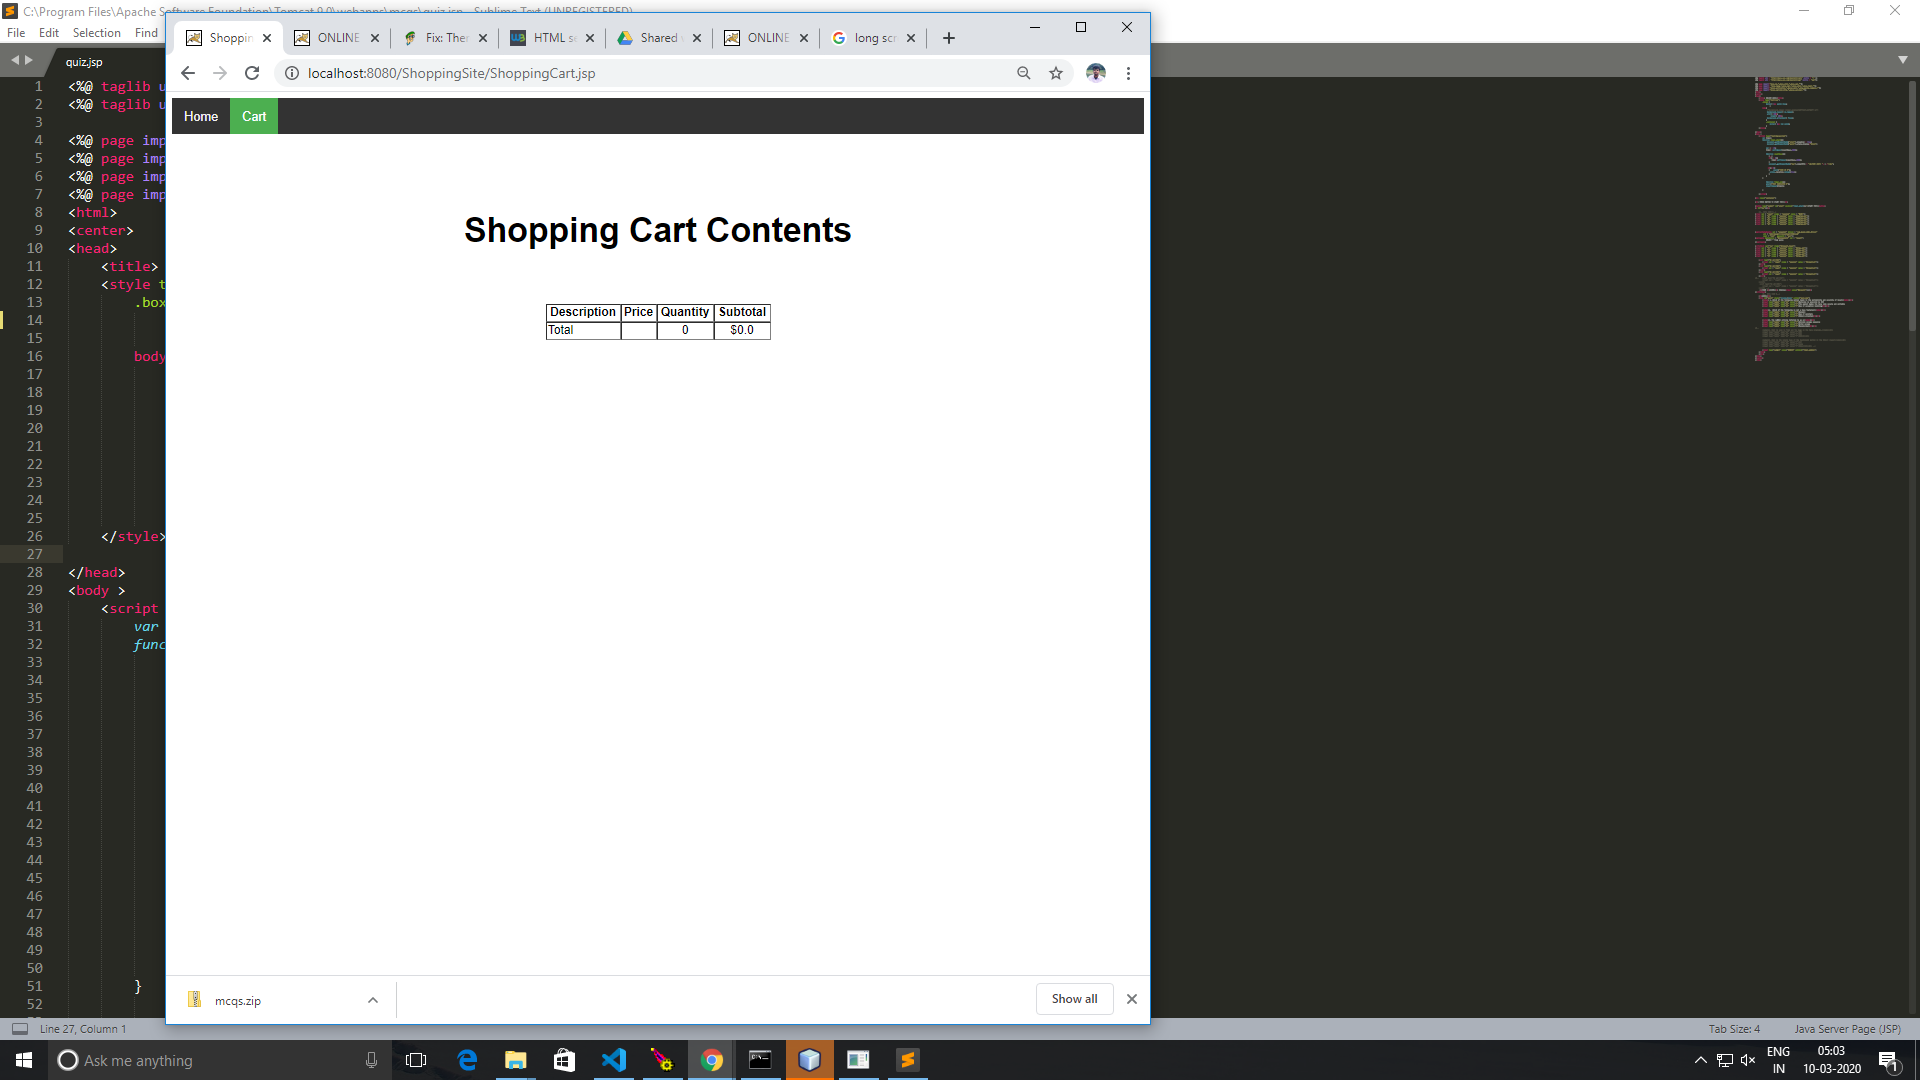 C:\Program Files\Apache Software Foundation\Tomcat 9.0\webapps\mcqs\quiz.jsp - Sublime Text (UNREGISTERED)
File Edit Selection Find
quiz.jsp
Shoppin ONLINE Fix: Ther HTML se Shared ONLINE long scr
localhost:8080/ShoppingSite/ShoppingCart.jsp
Home Cart
Shopping Cart Contents
Description Price Quantity Subtotal
Total 0 $0.0
1 <%@ taglib u
2 <%@ taglib u
3
4 <%@ page imp
5 <%@ page imp
6 <%@ page imp
7 <%@ page imp
8 <html>
9 <center>
10 <head>
11 <title>
12 <style t
13 .box
14
15
16 body
17
18
19
20
21
22
23
24
25
26 </style>
27
28 </head>
29 <body >
30 <script
31 var
32 func
33
34
35
36
37
38
39
40
41
42
43
44
45
46
47
48
49
50
51 }
52
mcqs.zip Show all
Line 27, Column 1 Tab Size: 4 Java Server Page (JSP)
Ask me anything
ENG 05:03
IN 10-03-2020 1